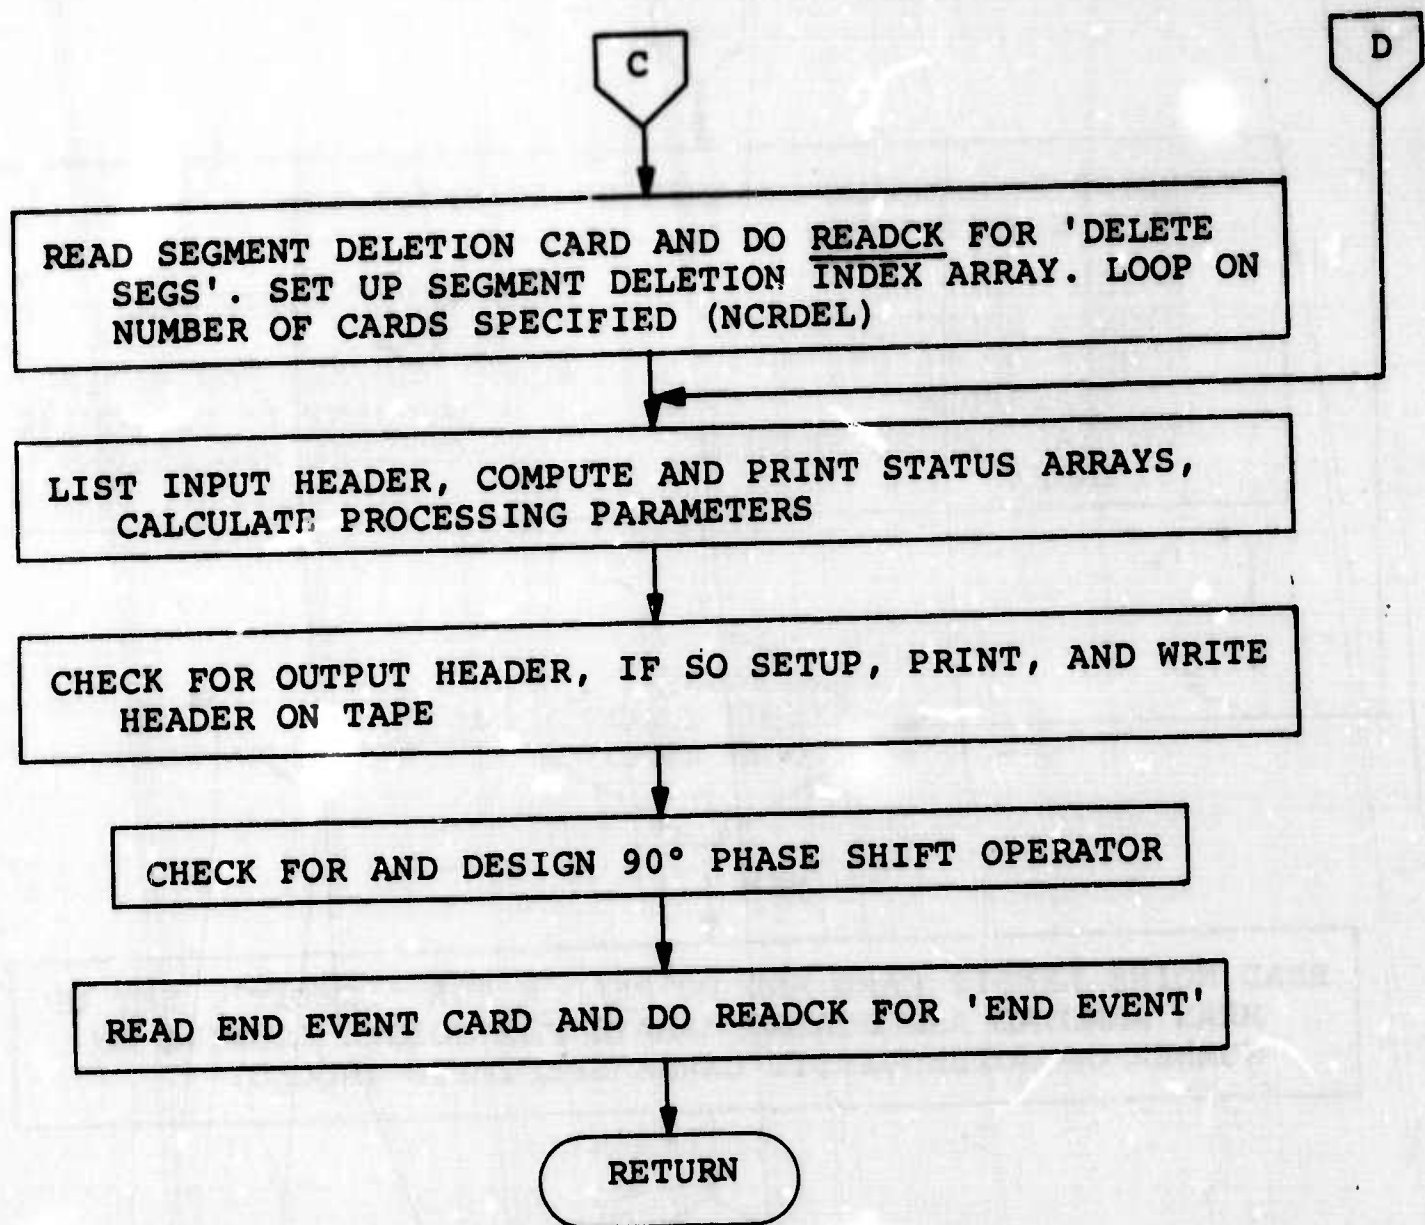 C
D
READ SEGMENT DELETION CARD AND DO READCK FOR 'DELETE
SEGS'. SET UP SEGMENT DELETION INDEX ARRAY. LOOP ON
NUMBER OF CARDS SPECIFIED (NCRDEL)
LIST INPUT HEADER, COMPUTE AND PRINT STATUS ARRAYS,
CALCULATE PROCESSING PARAMETERS
CHECK FOR OUTPUT HEADER, IF SO SETUP, PRINT, AND WRITE
HEADER ON TAPE
CHECK FOR AND DESIGN 90° PHASE SHIFT OPERATOR
READ END EVENT CARD AND DO READCK FOR 'END EVENT'
RETURN